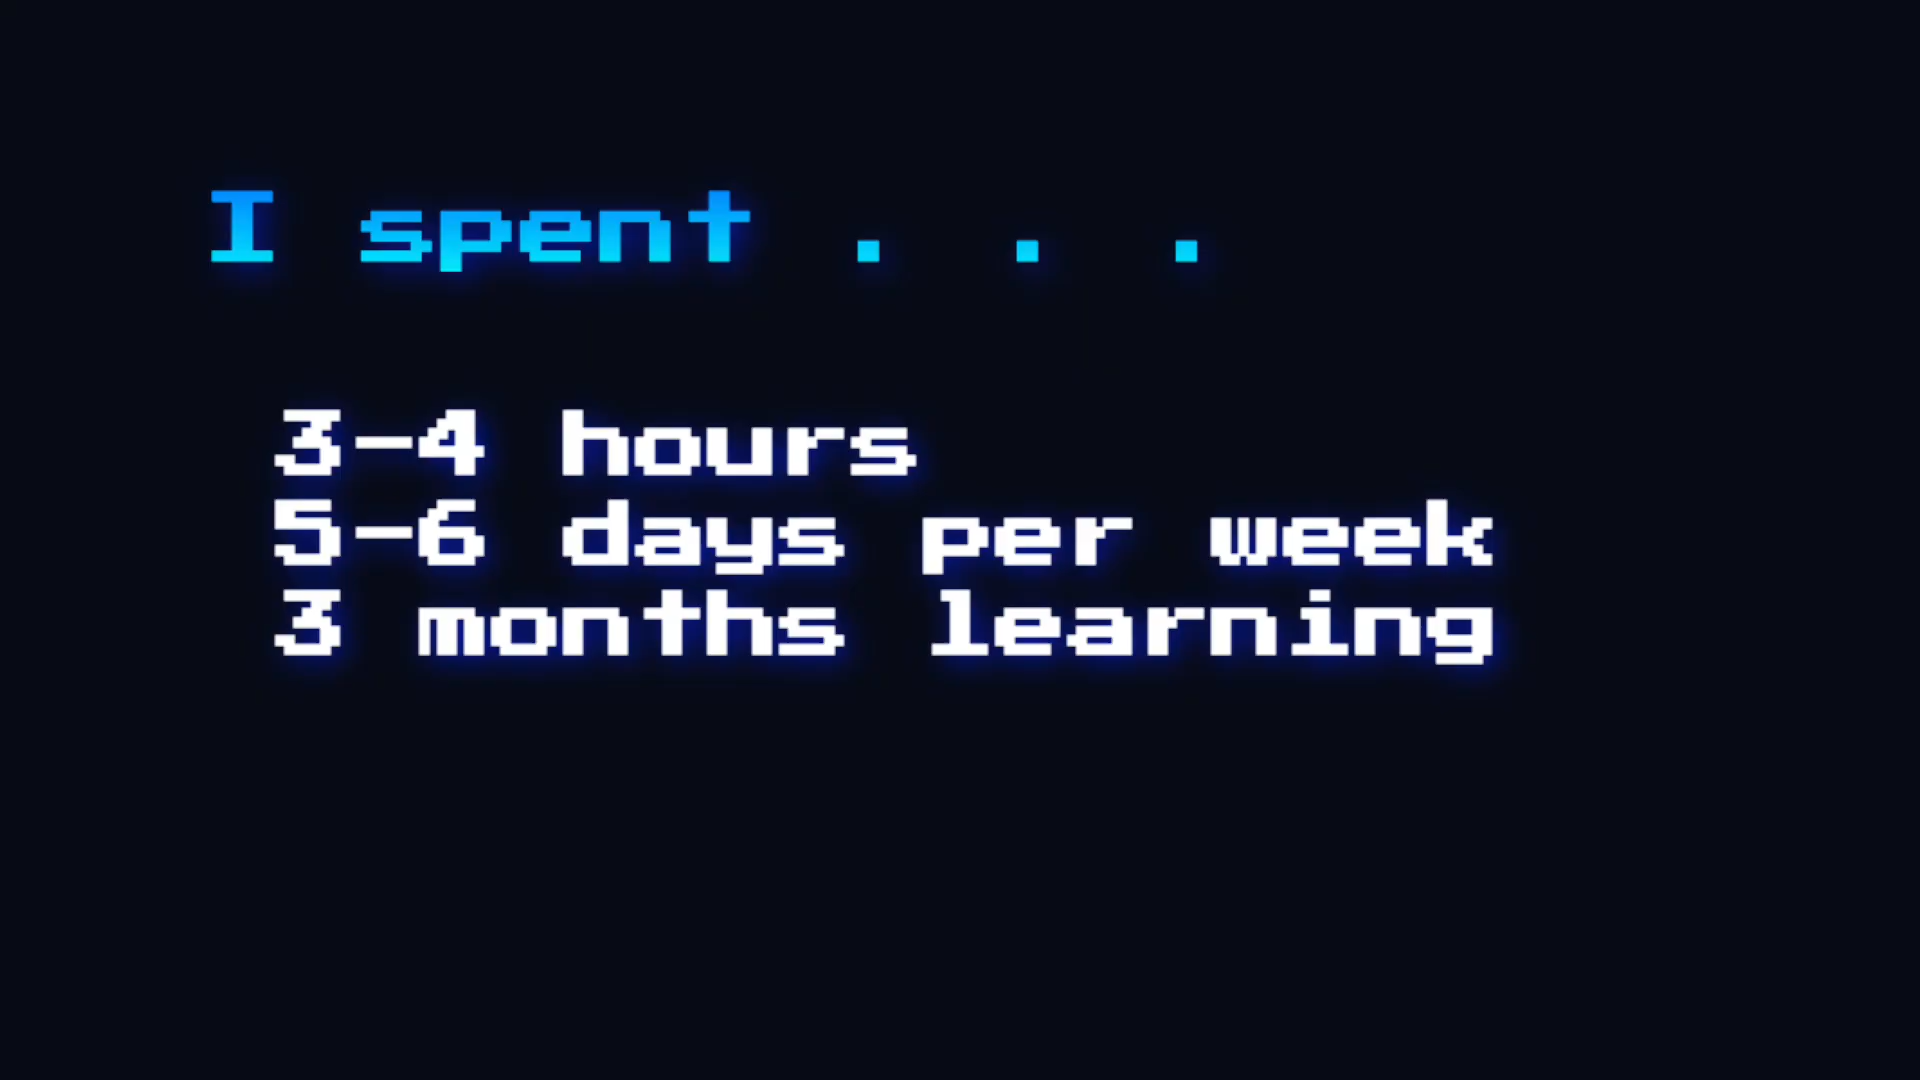 I spent . . .
3-4 hours
5-6 days per week
3 months learning